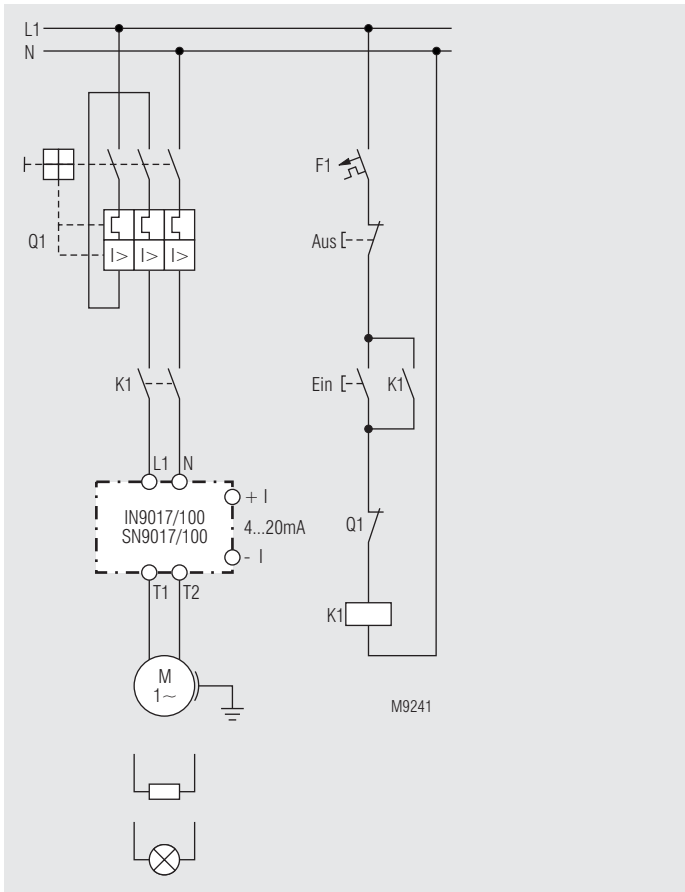 L1
N
F1
Q1
I> I> I>
Aus
K1
Ein
K1
L1 N
+ I
IN9017/100
SN9017/100
4...20mA
- I
T1 T2
Q1
K1
M
1~
M9241